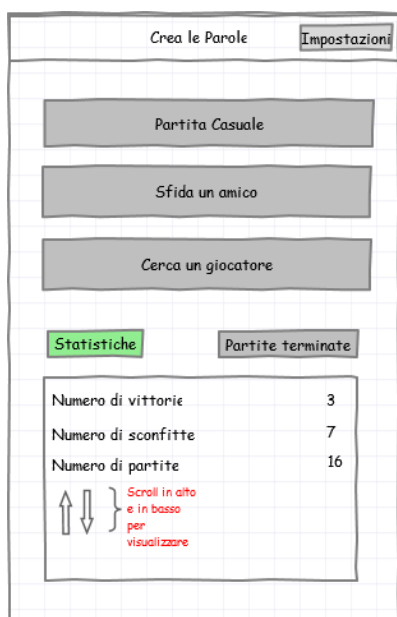 Crea le Parole
Impostazioni
Partita Casuale
Sfida un amico
Cerca un giocatore
Statistiche
Partite terminate
Numero di vittorie 3
Numero di sconfitte 7
Numero di partite 16
Scroll in alto
e in basso
per
visualizzare